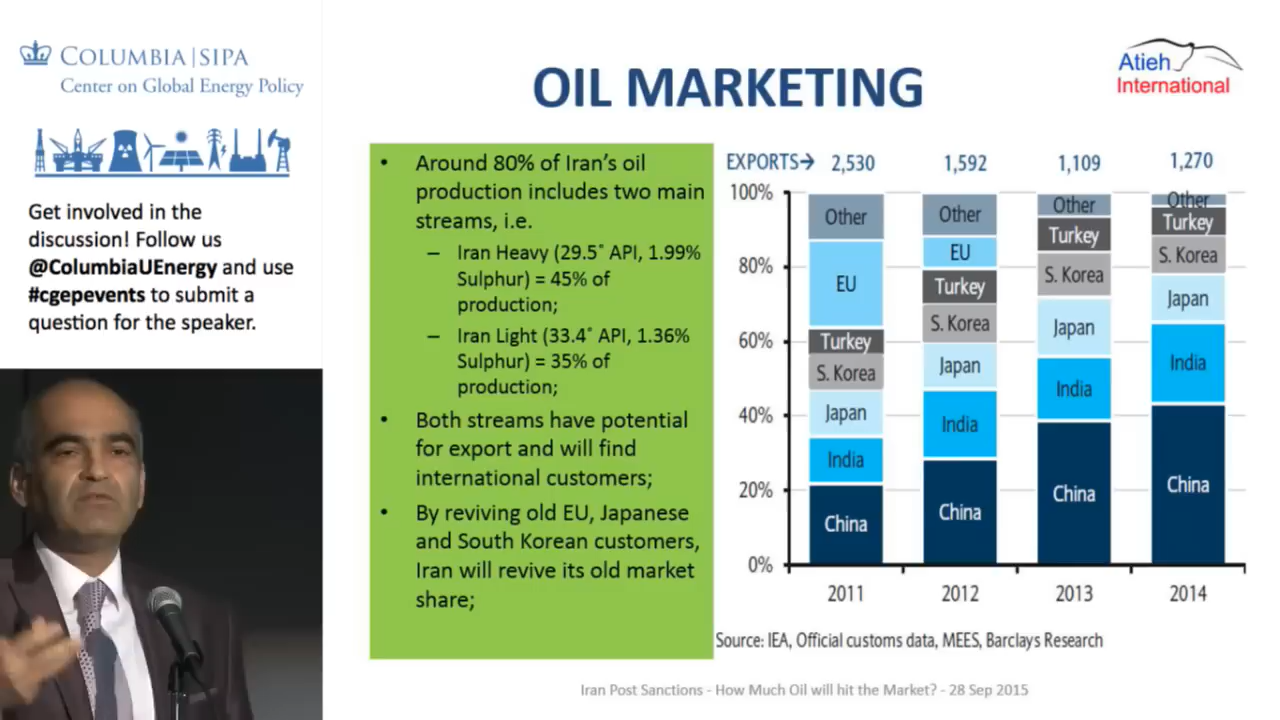 COLUMBIA | SIPA
Center on Global Energy Policy
Get involved in the
discussion! Follow us
@ColumbiaUEnergy and use
#cgepevents to submit a
question for the speaker.
OIL MARKETING
Atieh
International
• Around 80% of Iran's oil
production includes two main
streams, i.e.
– Iran Heavy (29.5° API, 1.99%
Sulphur) = 45% of
production;
– Iran Light (33.4° API, 1.36%
Sulphur) = 35% of
production;
• Both streams have potential
for export and will find
international customers;
• By reviving old EU, Japanese
and South Korean customers,
Iran will revive its old market
share;
EXPORTS→ 2,530 1,592 1,109 1,270
100%
80%
60%
40%
20%
0%
Other
EU
Turkey
S. Korea
Japan
India
China
2011
Other
EU
Turkey
S. Korea
Japan
India
China
2012
Other
Turkey
S. Korea
Japan
India
China
2013
Other
Turkey
S. Korea
Japan
India
China
2014
Source: IEA, Official customs data, MEES, Barclays Research
Iran Post Sanctions - How Much Oil will hit the Market? - 28 Sep 2015